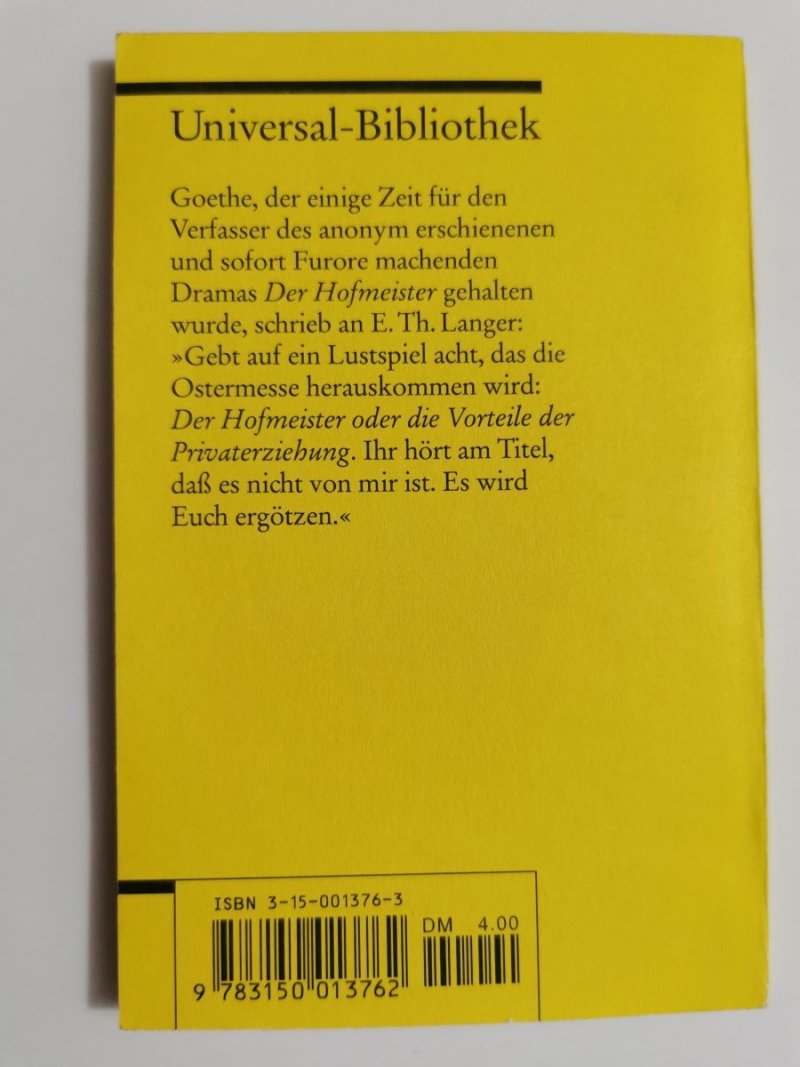 Universal-Bibliothek
Goethe, der einige Zeit für den
Verfasser des anonym erschienenen
und sofort Furore machenden
Dramas Der Hofmeister gehalten
wurde, schrieb an E. Th. Langer:
»Gebt auf ein Lustspiel acht, das die
Ostermesse herauskommen wird:
Der Hofmeister oder die Vorteile der
Privaterziehung. Ihr hört am Titel,
daß es nicht von mir ist. Es wird
Euch ergötzen.«
ISBN 3-15-001376-3
DM 4.00
9 783150 013762